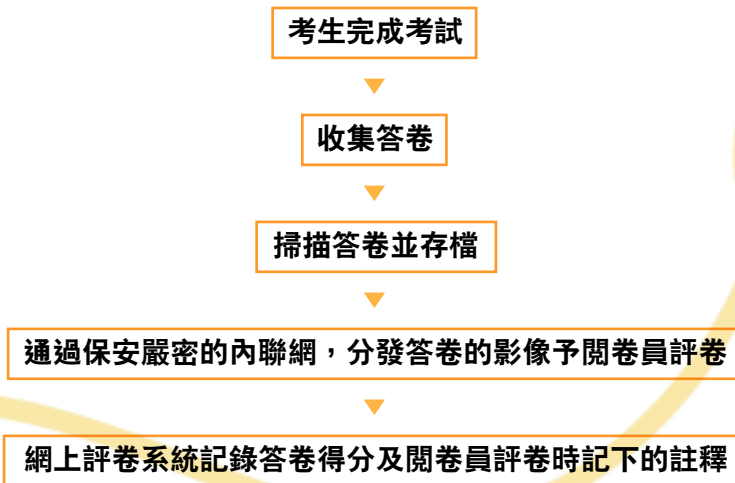 考生完成考試
收集答卷
掃描答卷並存檔
通過保安嚴密的內聯網，分發答卷的影像予閱卷員評卷
網上評卷系統記錄答卷得分及閱卷員評卷時記下的註釋